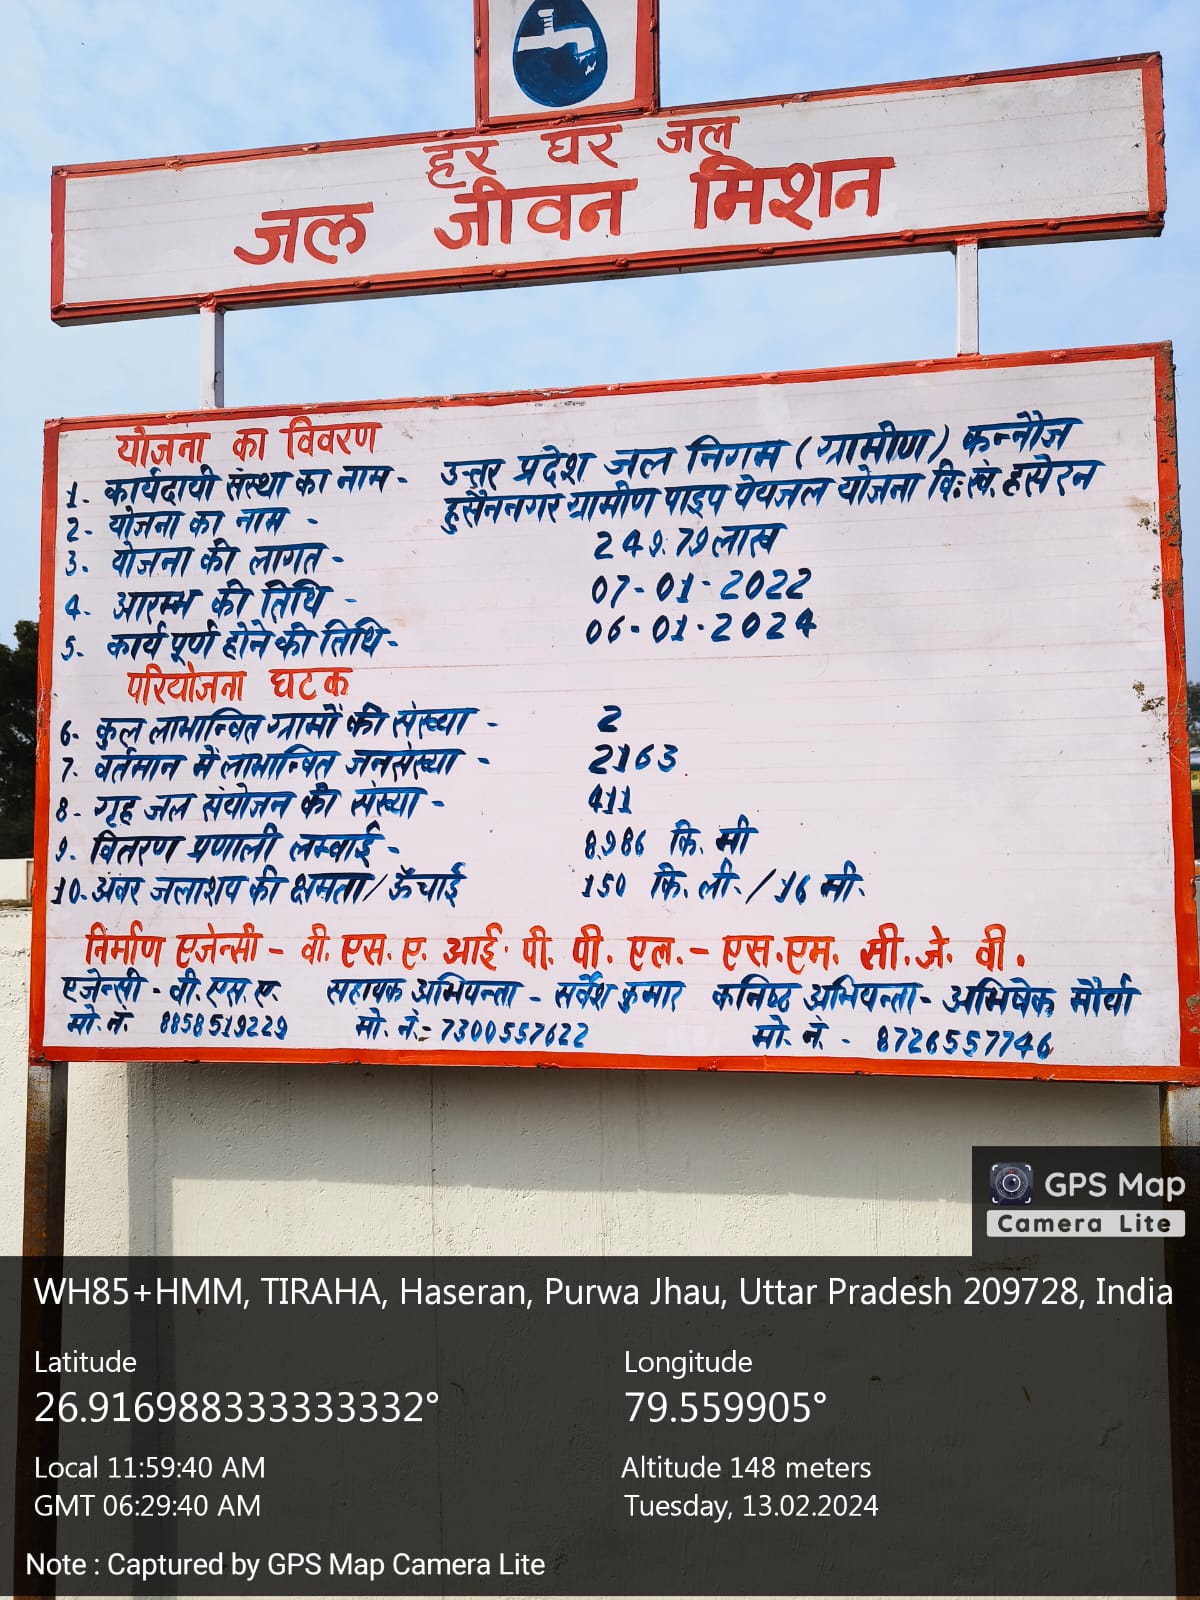 हर घर जल
जल जीवन मिशन
योजना का विवरण
1. कार्यदायी संस्था का नाम - उत्तर प्रदेश जल निगम (ग्रामीण) कन्नौज
2. योजना का नाम - हुसैननगर ग्रामीण पाइप पेयजल योजना वि.ख. हसेरन
3. योजना की लागत - 249.79 लाख
4. आरम्भ की तिथि - 07-01-2022
5. कार्य पूर्ण होने की तिथि - 06-01-2024
परियोजना घटक
6. कुल लाभान्वित ग्रामों की संख्या - 2
7. वर्तमान में लाभान्वित जनसंख्या - 2163
8. गृह जल संयोजन की संख्या - 411
9. वितरण प्रणाली लम्बाई - 8.986 कि. मी
10. अवर जलाशय की क्षमता/ऊँचाई 150 कि. ली. / 16 मी.
निर्माण एजेन्सी - वी. एस. ए. आई. पी. पी. एल. - एस. एम. सी. जे. वी.
एजेन्सी - वी. एस. ए. सहायक अभियन्ता - सर्वेश कुमार कनिष्ठ अभियन्ता - अभिषेक मौर्या
मो. नं. 8858519229 मो. नं. - 7300557622 मो. नं. - 8726557746
GPS Map
Camera Lite
WH85+HMM, TIRAHA, Haseran, Purwa Jhau, Uttar Pradesh 209728, India
Latitude Longitude
26.916988333333332° 79.559905°
Local 11:59:40 AM Altitude 148 meters
GMT 06:29:40 AM Tuesday, 13.02.2024
Note : Captured by GPS Map Camera Lite